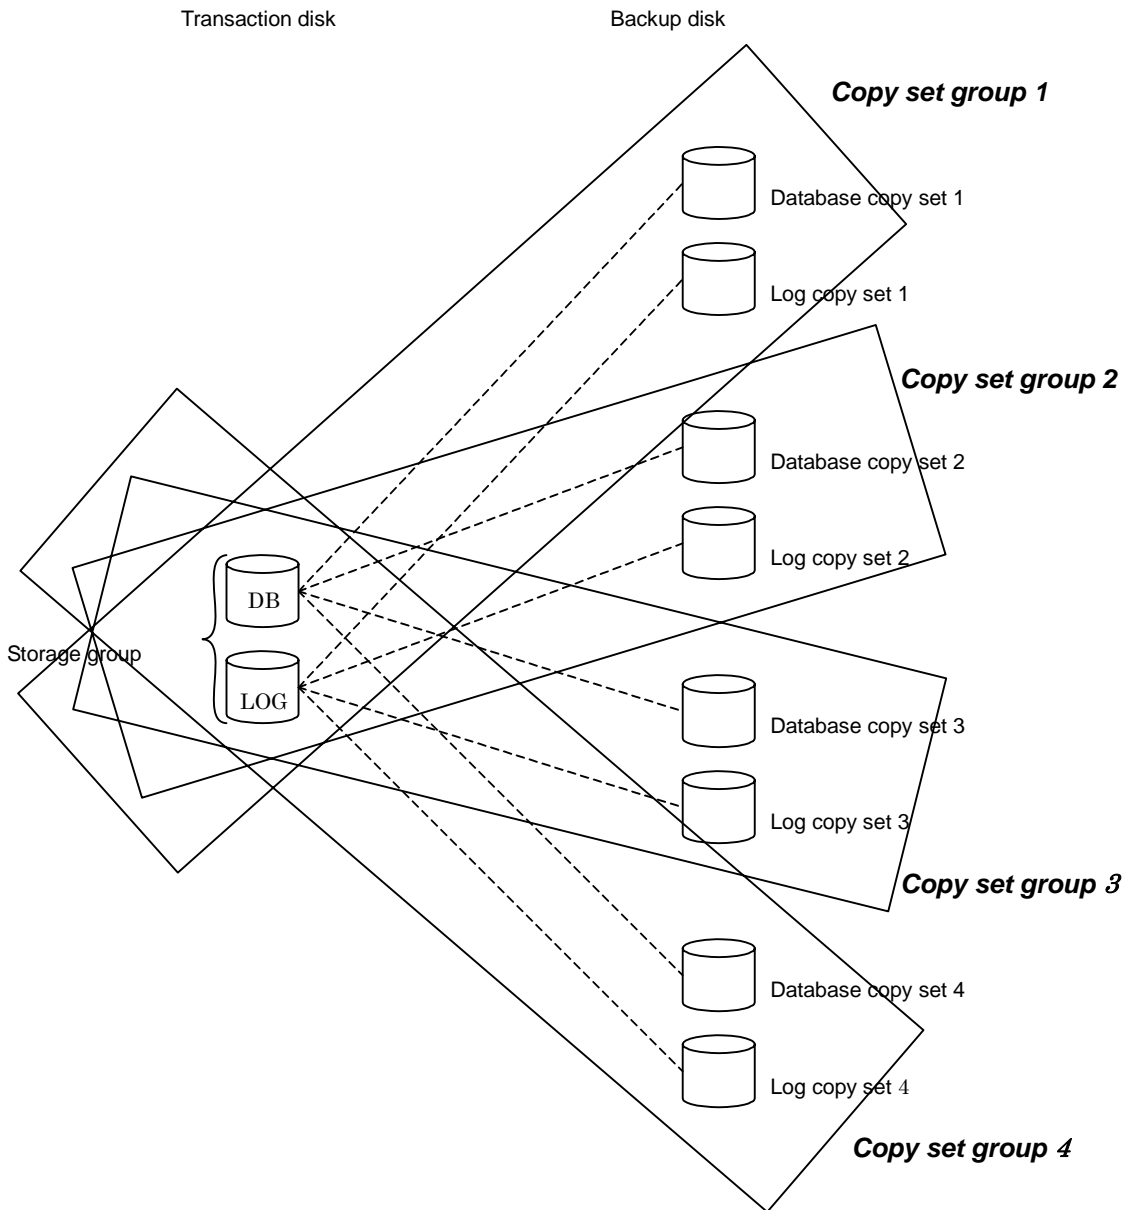 Transaction disk
Backup disk
Copy set group 1
Database copy set 1
Log copy set 1
Copy set group 2
Database copy set 2
Log copy set 2
DB
Storage group
LOG
Database copy set 3
Log copy set 3
Copy set group 3
Database copy set 4
Log copy set 4
Copy set group 4